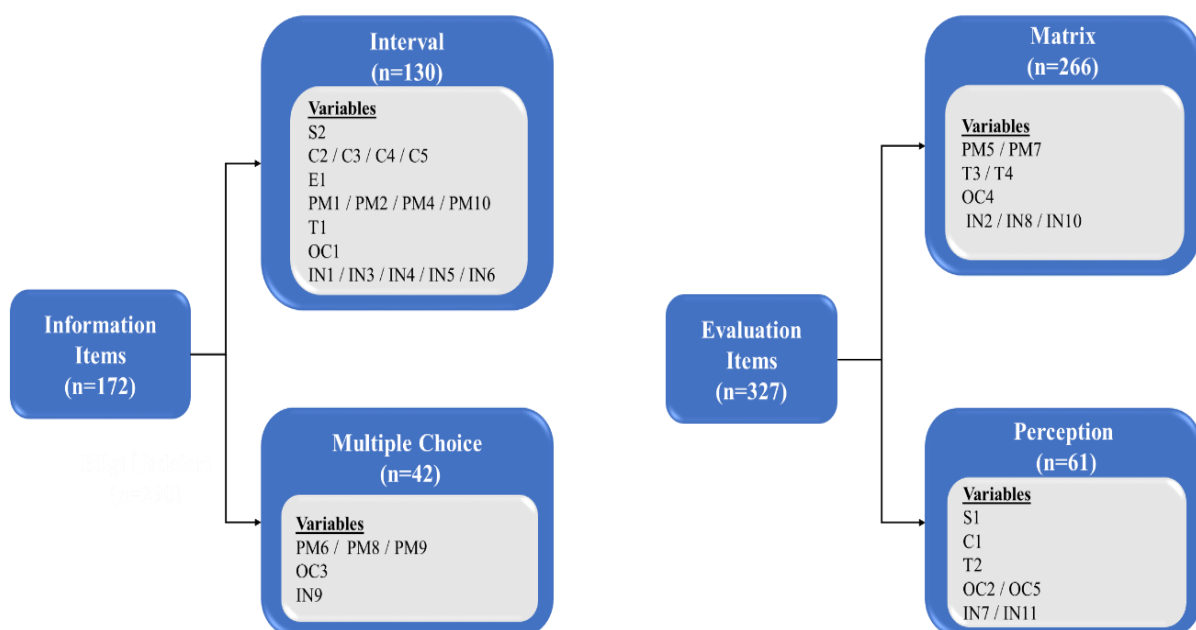 Information
Items
(n=172)
Interval
(n=130)
Variables
S2
C2 / C3 / C4 / C5
E1
PM1 / PM2 / PM4 / PM10
T1
OC1
IN1 / IN3 / IN4 / IN5 / IN6
Multiple Choice
(n=42)
Variables
PM6 / PM8 / PM9
OC3
IN9
Evaluation
Items
(n=327)
Matrix
(n=266)
Variables
PM5 / PM7
T3 / T4
OC4
IN2 / IN8 / IN10
Perception
(n=61)
Variables
S1
C1
T2
OC2 / OC5
IN7 / IN11